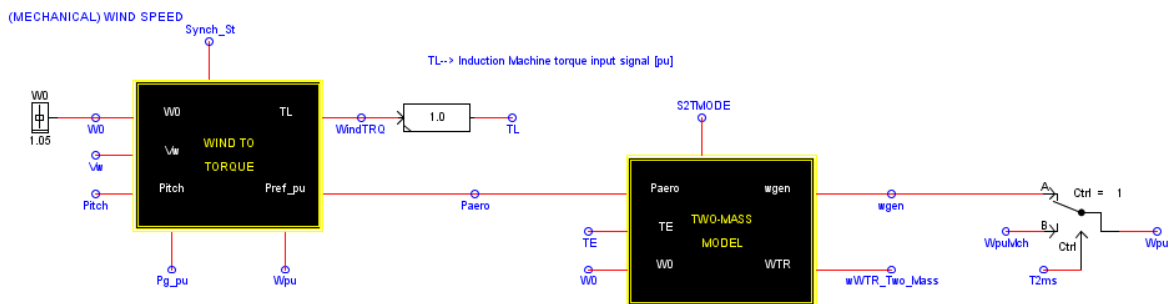 (MECHANICAL) WIND SPEED
Synch_St
TL--> Induction Machine torque input signal [pu]
W0
1.05
W0
Vw
Pitch
W0
Vw
Pitch
WIND TO
TORQUE
TL
Pref_pu
WindTRQ
1.0
TL
Pg_pu
Wpu
Paero
S2TMODE
TE
W0
Paero
TE
W0
TWO-MASS
MODEL
wgen
WTR
wgen
wWTR_Two_Mass
A
B
Ctrl = 1
Ctrl
WpuMch
T2ms
Wpu